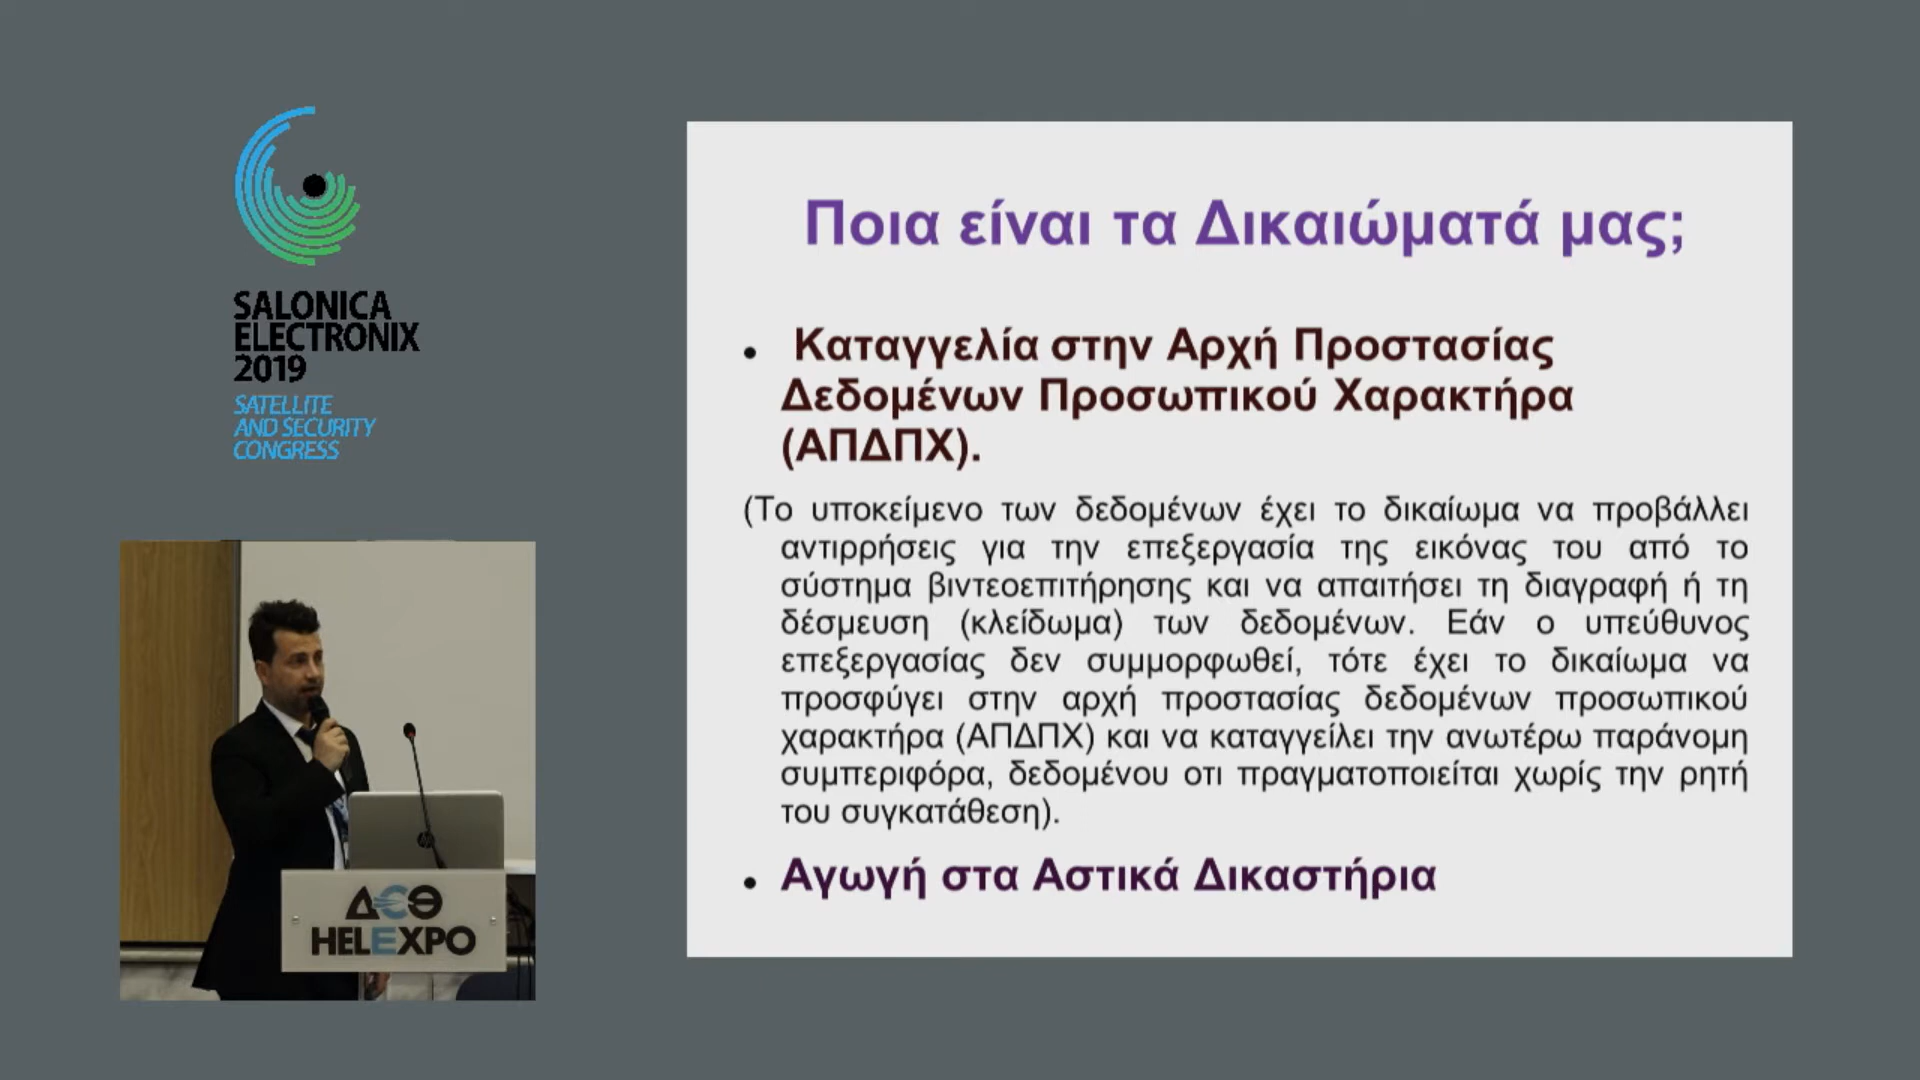 SALONICA
ELECTRONIX
2019
SATELLITE
AND SECURITY
CONGRESS
Ποια είναι τα Δικαιώματά μας;
• Καταγγελία στην Αρχή Προστασίας
Δεδομένων Προσωπικού Χαρακτήρα
(ΑΠΔΠΧ).
(Το υποκείμενο των δεδομένων έχει το δικαίωμα να προβάλλει
αντιρρήσεις για την επεξεργασία της εικόνας του από το
σύστημα βιντεοεπιτήρησης και να απαιτήσει τη διαγραφή ή τη
δέσμευση (κλείδωμα) των δεδομένων. Εάν ο υπεύθυνος
επεξεργασίας δεν συμμορφωθεί, τότε έχει το δικαίωμα να
προσφύγει στην αρχή προστασίας δεδομένων προσωπικού
χαρακτήρα (ΑΠΔΠΧ) και να καταγγείλει την ανωτέρω παράνομη
συμπεριφόρα, δεδομένου οτι πραγματοποιείται χωρίς την ρητή
του συγκατάθεση).
• Αγωγή στα Αστικά Δικαστήρια
ΔΕΘ
HELEXPO
hp